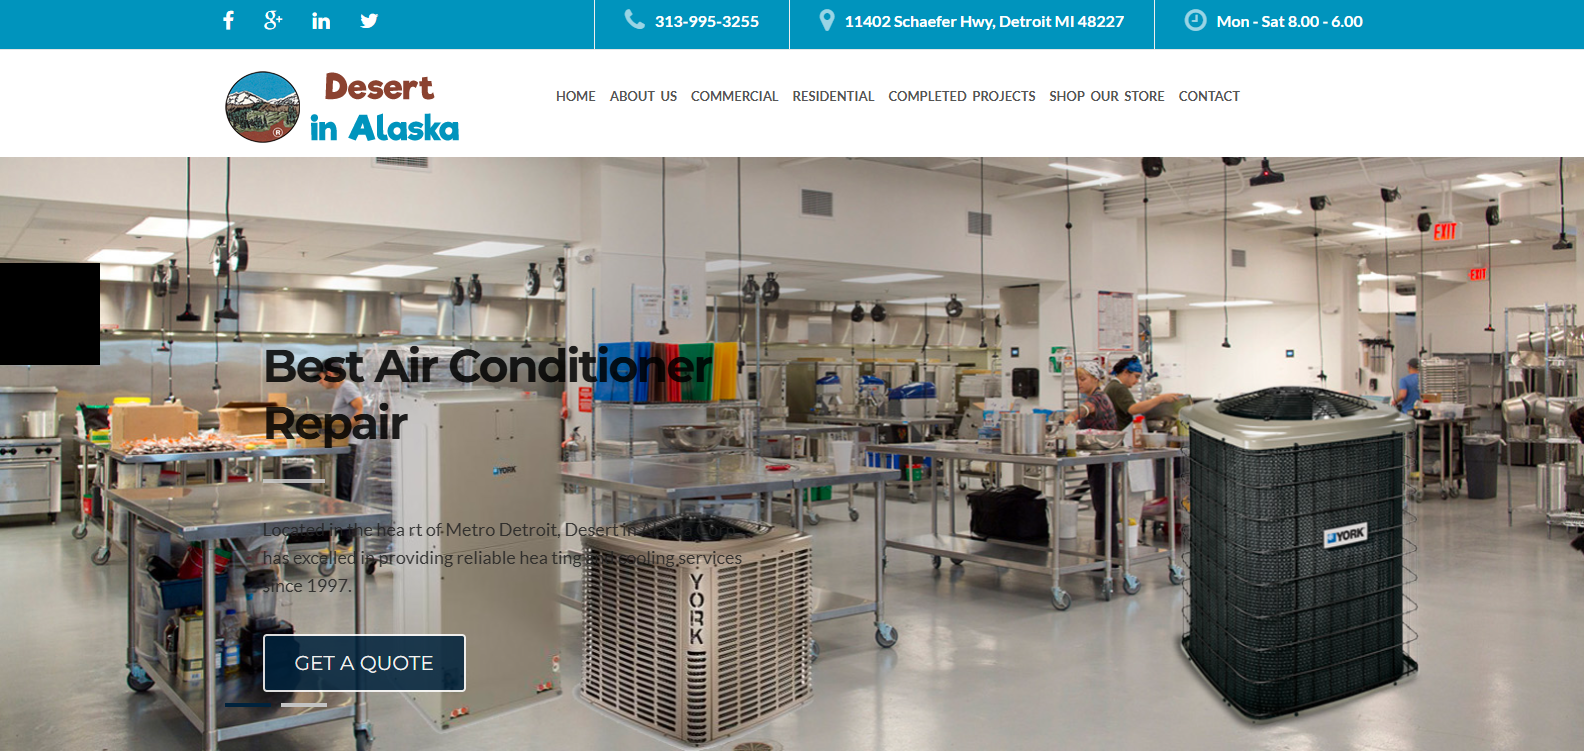 313-995-3255
11402 Schaefer Hwy, Detroit MI 48227
Mon - Sat 8.00 - 6.00
Desert
in Alaska
®
HOME ABOUT US COMMERCIAL RESIDENTIAL COMPLETED PROJECTS SHOP OUR STORE CONTACT
EXIT
EXIT
Best Air Conditioner
Repair
YORK
Located in the hea rt of Metro Detroit, Desert in
has excelled in providing reliable hea ting cooling services
since 1997.
YORK
YORK
GET A QUOTE